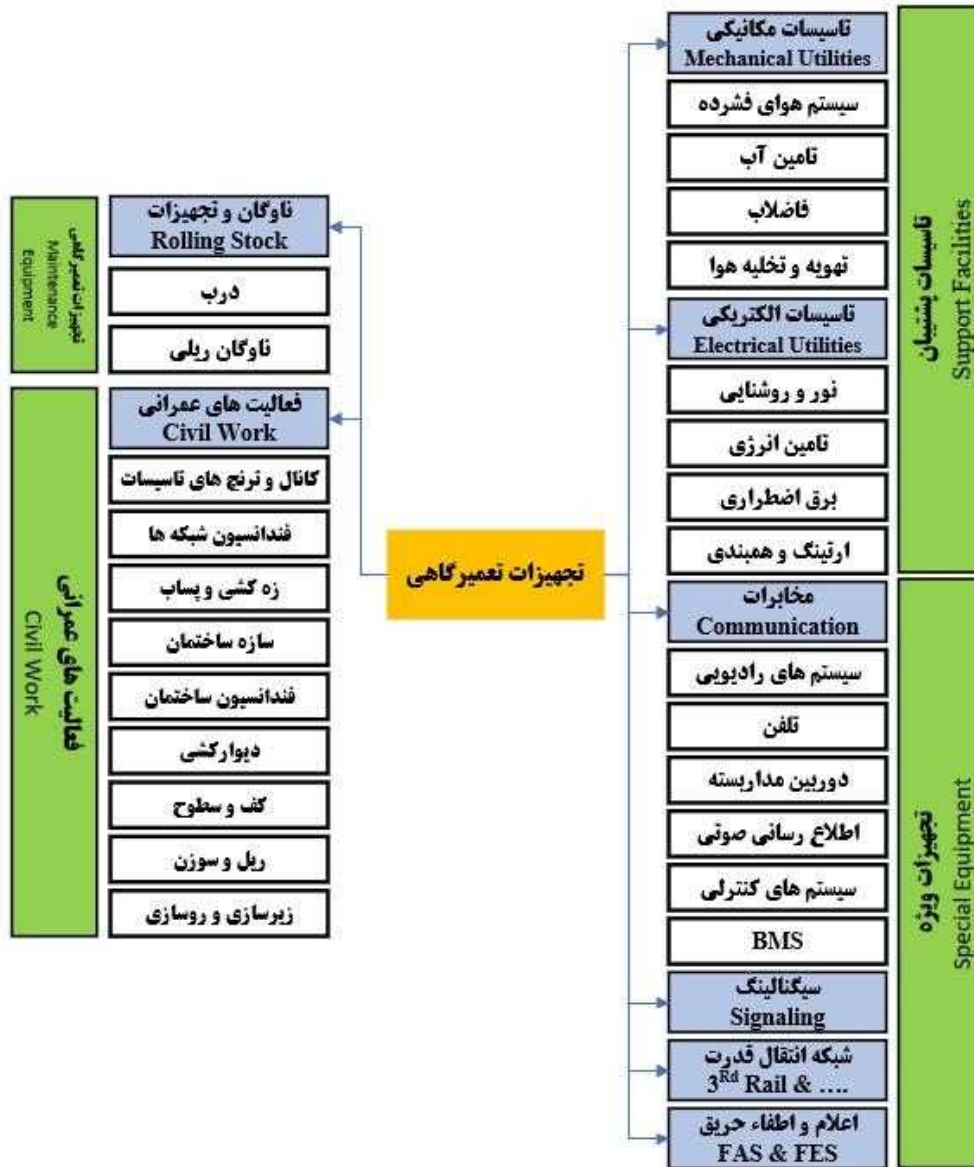 تاسیسات پشتیبان
Support Facilities
تاسیسات مکانیکی
Mechanical Utilities
سیستم هوای فشرده
تامین آب
فاضلاب
تهویه و تخلیه هوا
تاسیسات الکتریکی
Electrical Utilities
نور و روشنایی
تامین انرژی
برق اضطراری
ارتینگ و همبندی
تجهیزات ویژه
Special Equipment
مخابرات
Communication
سیستم های رادیویی
تلفن
دوربین مداربسته
اطلاع رسانی صوتی
سیستم های کنترلی
BMS
سیگنالینگ
Signaling
شبکه انتقال قدرت
3Rd Rail & ….
اعلام و اطفاء حریق
FAS & FES
تجهیزات تعمیرگاهی
ناوگان و تجهیزات
Rolling Stock
درب
ناوگان ریلی
تجهیزات تعمیرگاهی
Maintenance
Equipment
فعالیت های عمرانی
Civil Work
کانال و ترنچ های تاسیسات
فندانسیون شبکه ها
زه کشی و پساب
سازه ساختمان
فندانسیون ساختمان
دیوارکشی
کف و سطوح
ریل و سوزن
زیرسازی و روسازی
فعالیت های عمرانی
Civil Work